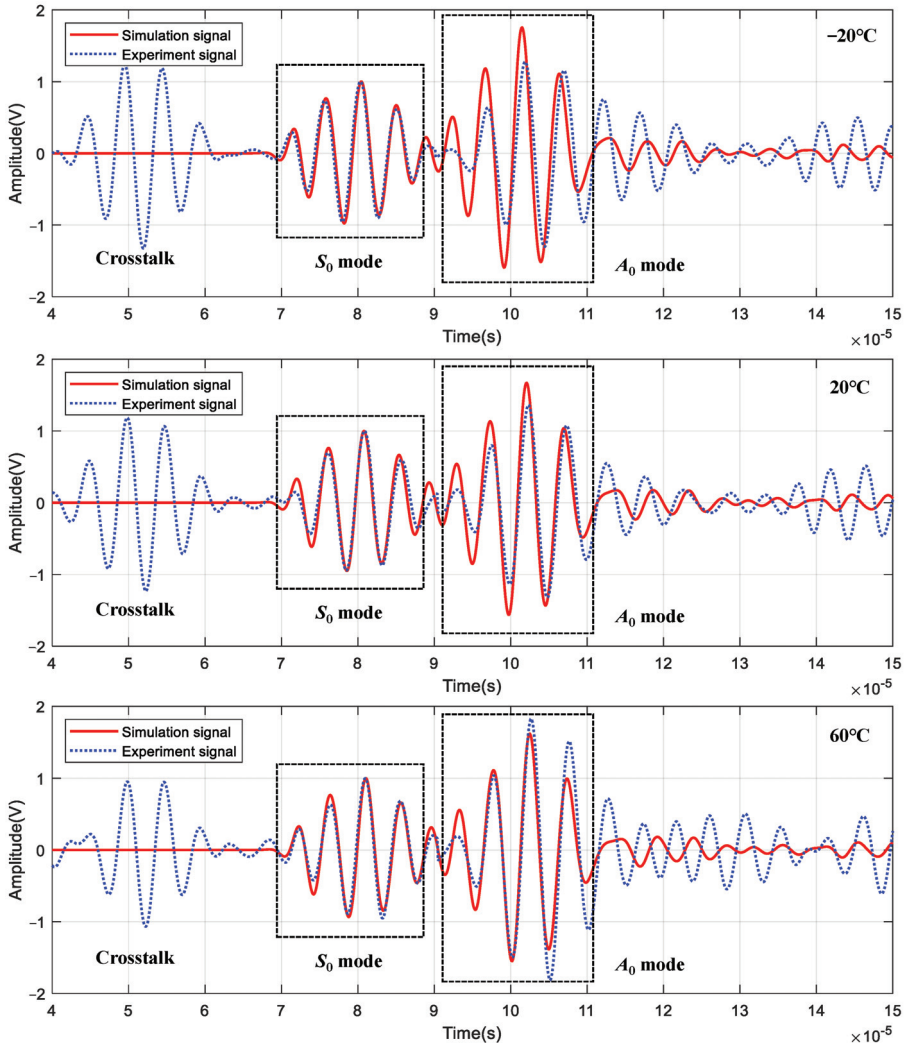 2
Simulation signal
Experiment signal
−20°C
1
0
Amplitude(V)
−1
Crosstalk
S₀ mode
A₀ mode
−2
4 5 6 7 8 9 10 11 12 13 14 15
Time(s)
×10⁻⁵
2
Simulation signal
Experiment signal
20°C
1
0
Amplitude(V)
−1
Crosstalk
S₀ mode
A₀ mode
−2
4 5 6 7 8 9 10 11 12 13 14 15
Time(s)
×10⁻⁵
2
Simulation signal
Experiment signal
60°C
1
0
Amplitude(V)
−1
Crosstalk
S₀ mode
A₀ mode
−2
4 5 6 7 8 9 10 11 12 13 14 15
Time(s)
×10⁻⁵